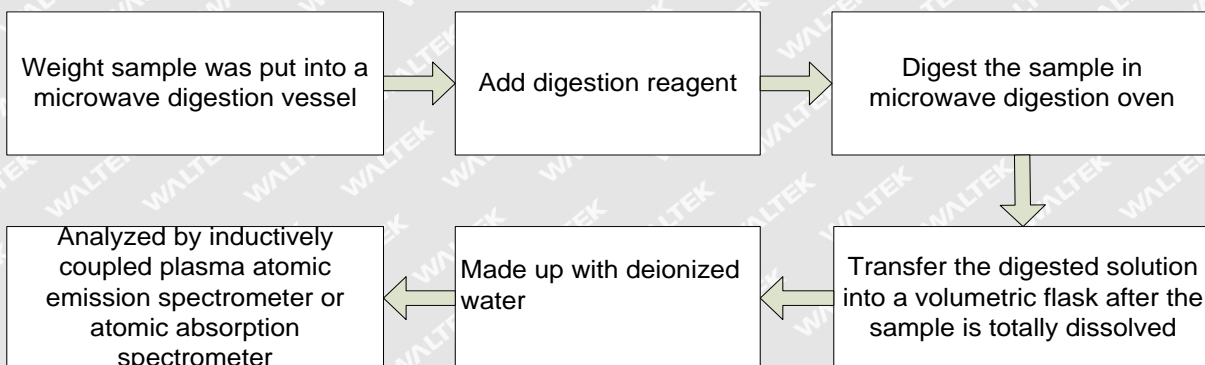 Weight sample was put into a
microwave digestion vessel
Add digestion reagent
Digest the sample in
microwave digestion oven
Transfer the digested solution
into a volumetric flask after the
sample is totally dissolved
Made up with deionized
water
Analyzed by inductively
coupled plasma atomic
emission spectrometer or
atomic absorption
spectrometer